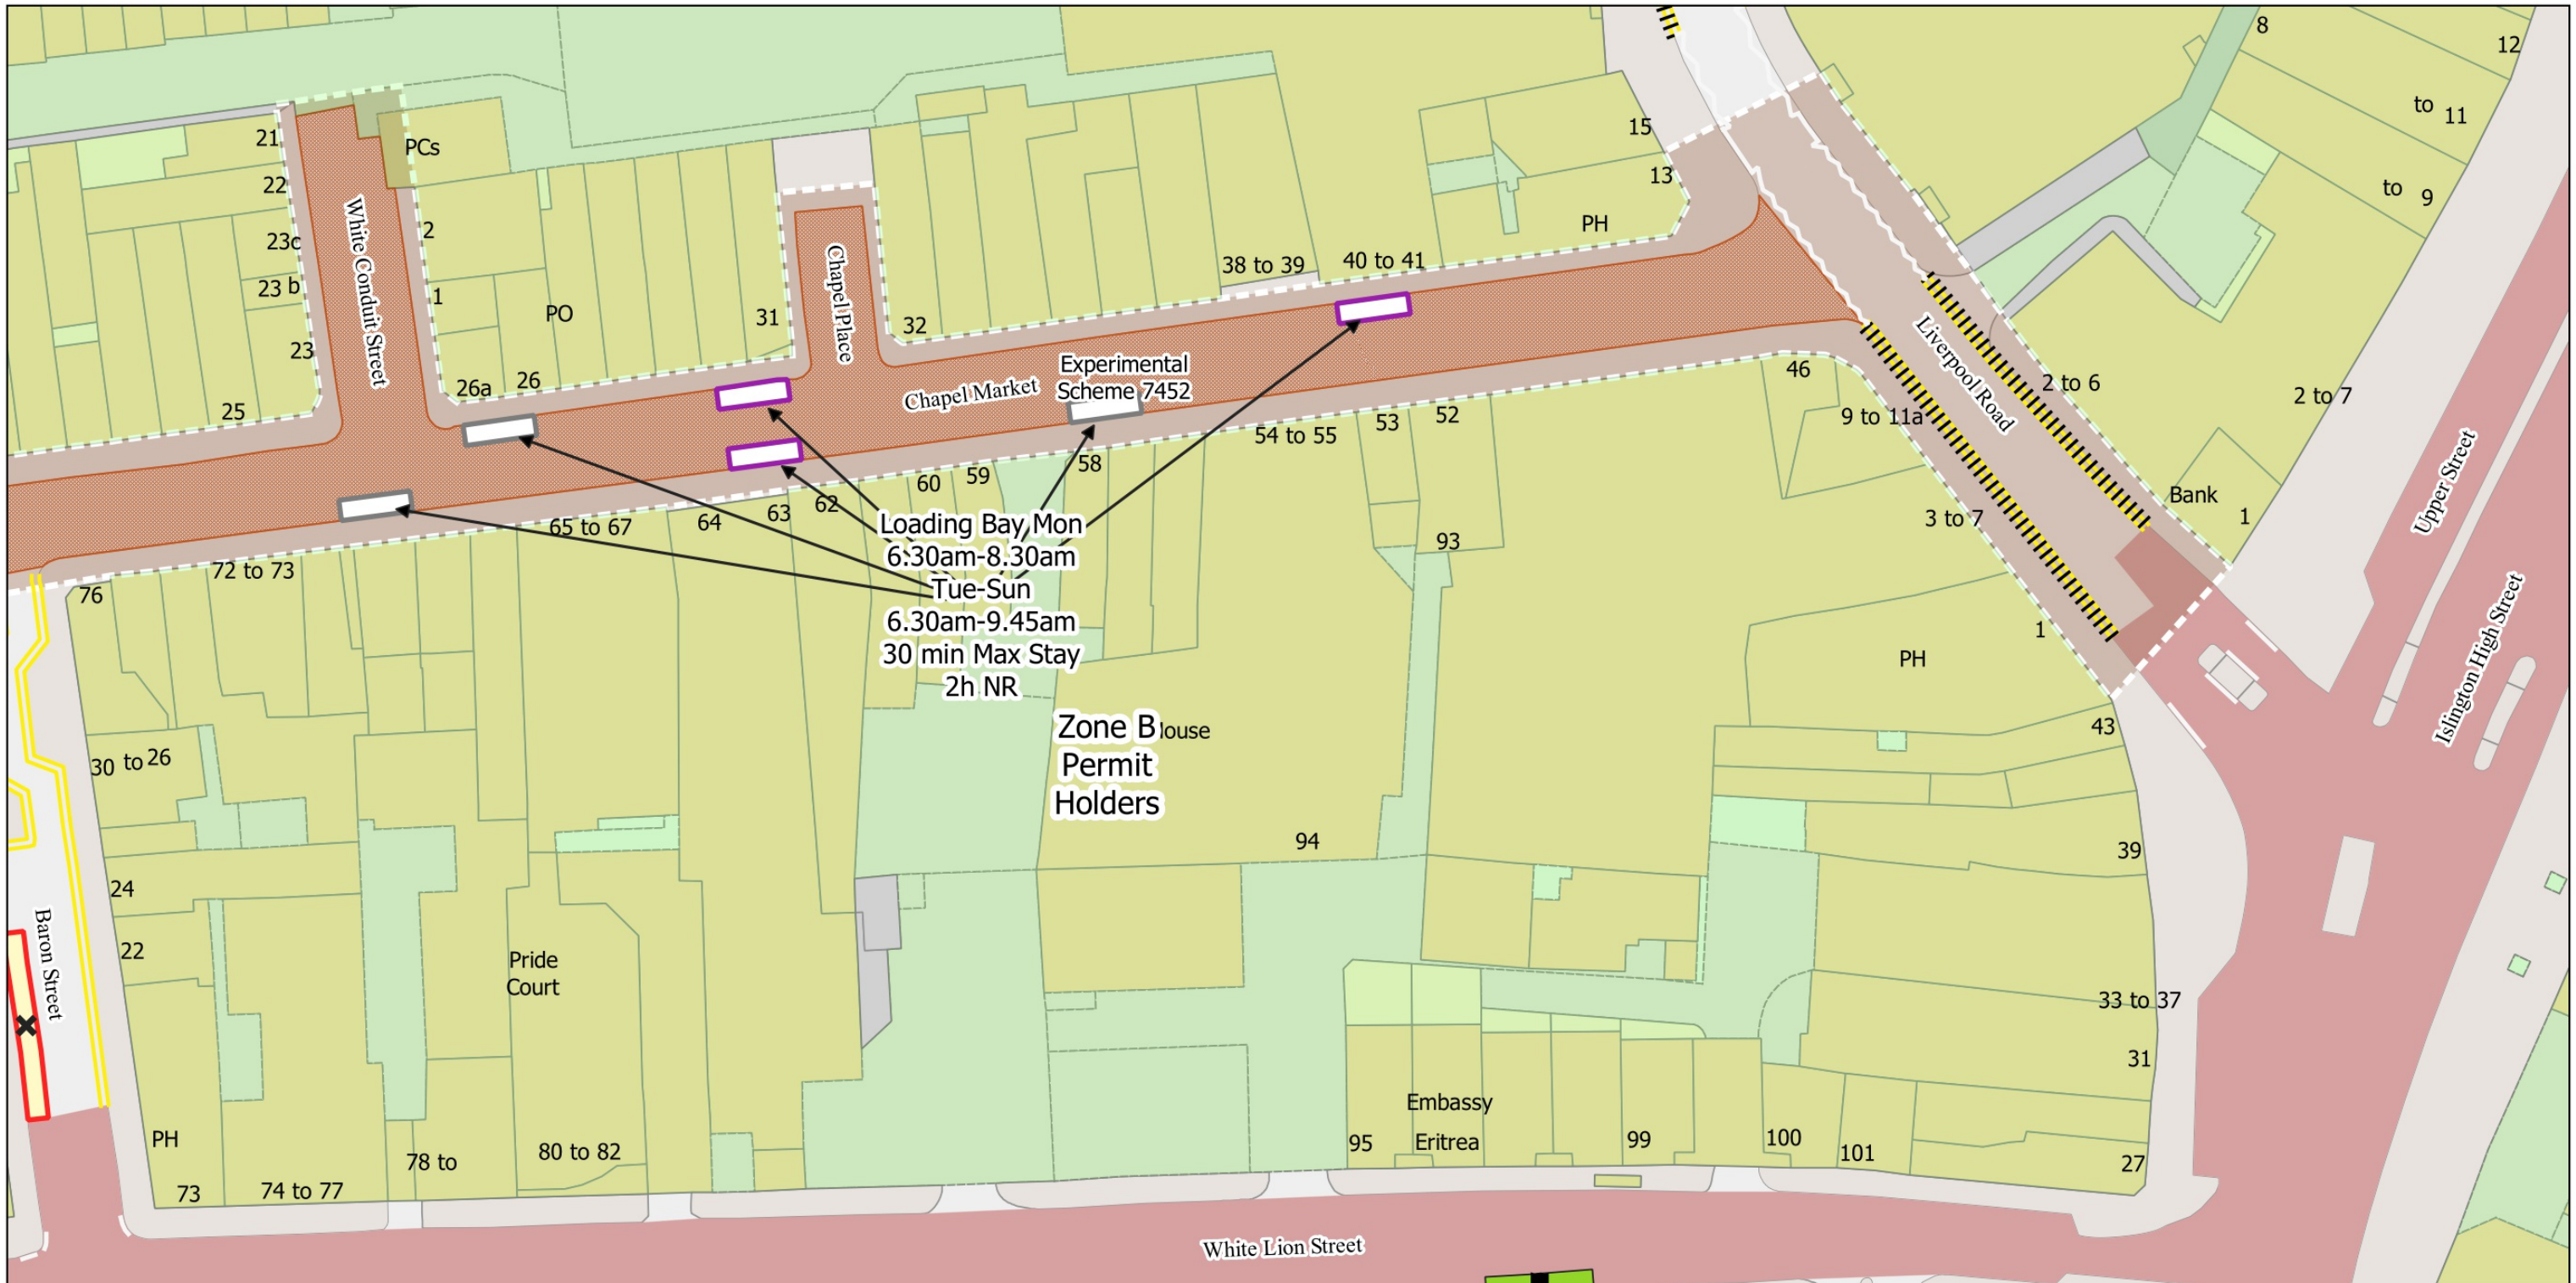 8
12
to 11
to 9
21
PCs
15
22
13
White Conduit Street
2
23c
PH
Chapel Place
38 to 39
40 to 41
23 b
1
PO
31
32
23
Experimental
Scheme 7452
Liverpool Road
46
2 to 6
26a
26
Chapel Market
2 to 7
25
9 to 11a
52
53
54 to 55
58
59
60
Upper Street
Bank
1
62
63
64
65 to 67
3 to 7
Loading Bay Mon
6.30am-8.30am
Tue-Sun
6.30am-9.45am
30 min Max Stay
2h NR
93
72 to 73
76
1
PH
Islington High Street
43
Zone B
Permit
Holders
louse
30 to 26
94
39
24
22
Baron Street
Pride
Court
33 to 37
31
Embassy
Eritrea
PH
95
99
100
101
27
78 to
80 to 82
73
74 to 77
White Lion Street